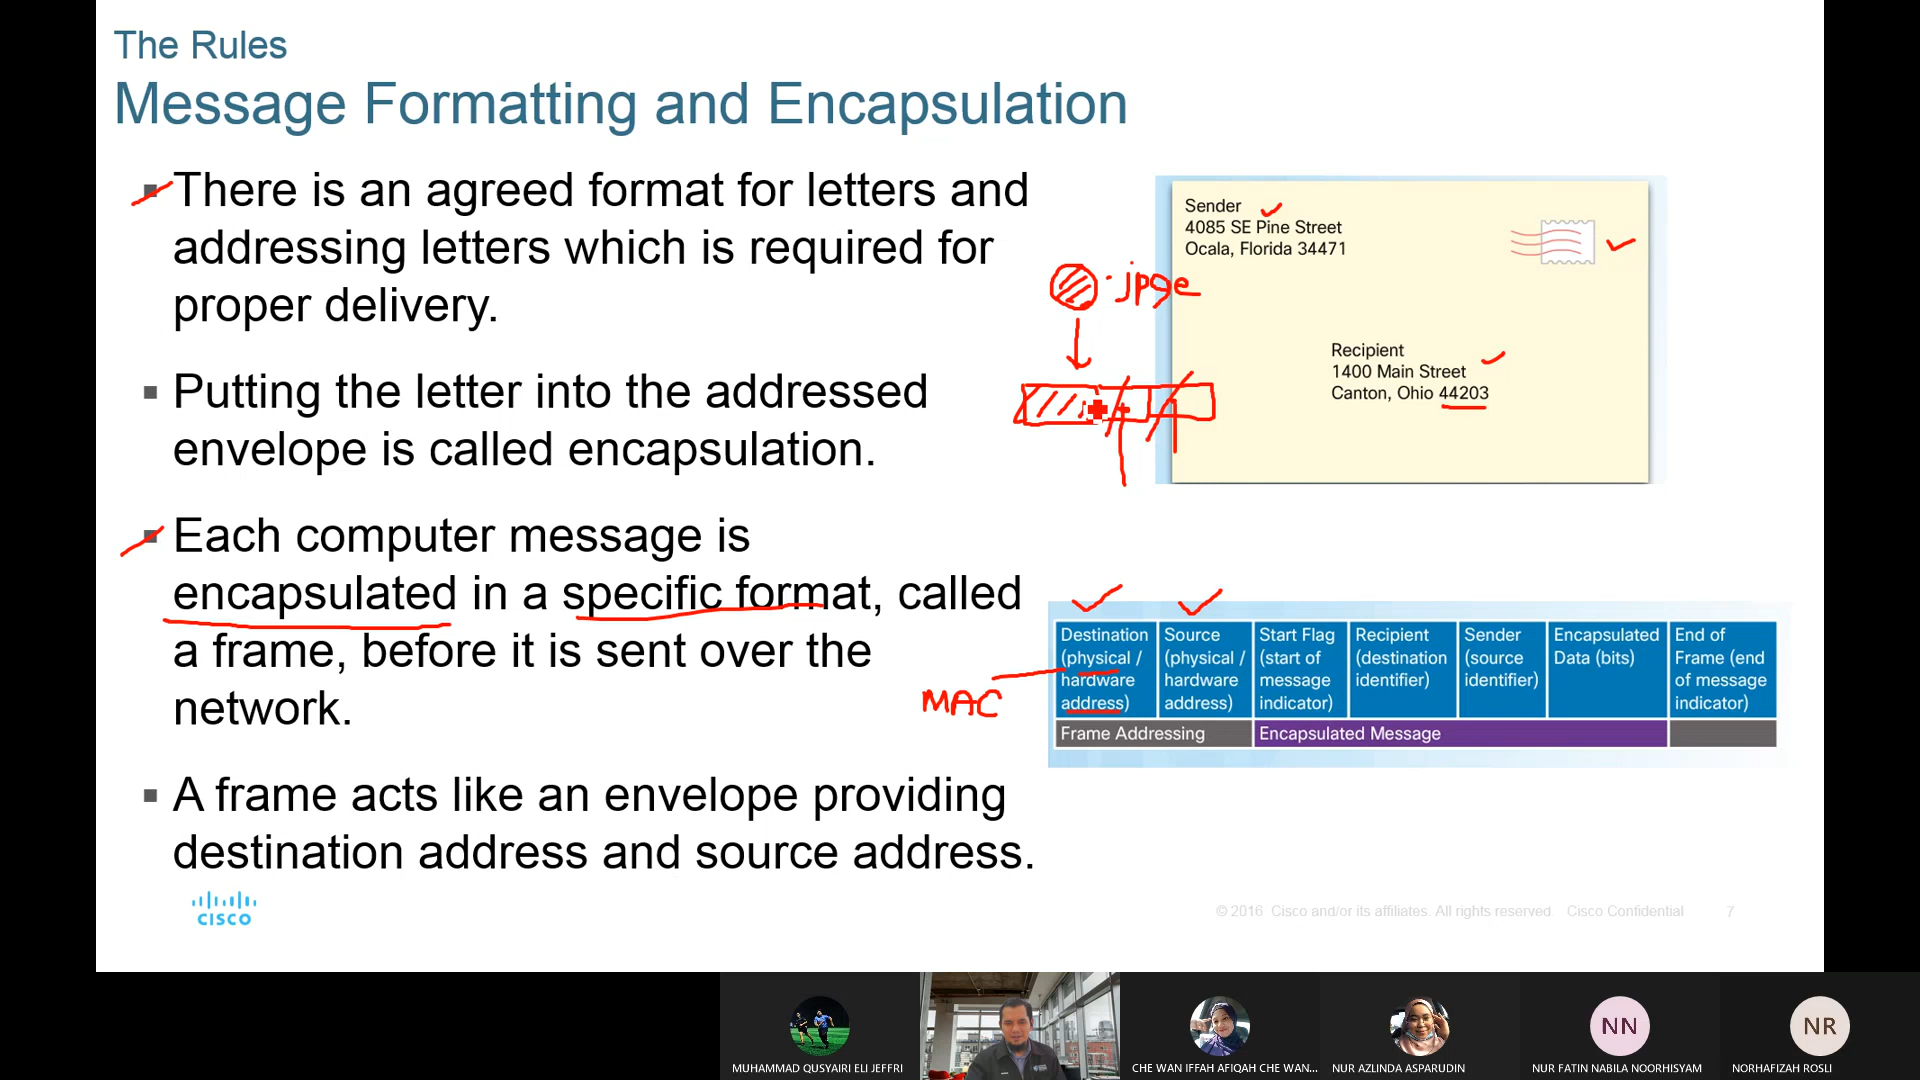 The Rules
Message Formatting and Encapsulation
There is an agreed format for letters and
addressing letters which is required for
proper delivery.
Putting the letter into the addressed
envelope is called encapsulation.
Each computer message is
encapsulated in a specific format, called
a frame, before it is sent over the
network.
A frame acts like an envelope providing
destination address and source address.
Sender
4085 SE Pine Street
Ocala, Florida 34471
.jpge
Recipient
1400 Main Street
Canton, Ohio 44203
MAC
Destination (physical / hardware address)
Source (physical / hardware address)
Start Flag (start of message indicator)
Recipient (destination identifier)
Sender (source identifier)
Encapsulated Data (bits)
End of Frame (end of message indicator)
Frame Addressing
Encapsulated Message
CISCO
© 2016 Cisco and/or its affiliates. All rights reserved. Cisco Confidential 7
MUHAMMAD QUSYAIRI ELI JEFFRI
CHE WAN IFFAH AFIQAH CHE WAN...
NUR AZLINDA ASPARUDIN
NN
NUR FATIN NABILA NOORHISYAM
NR
NORHAFIZAH ROSLI